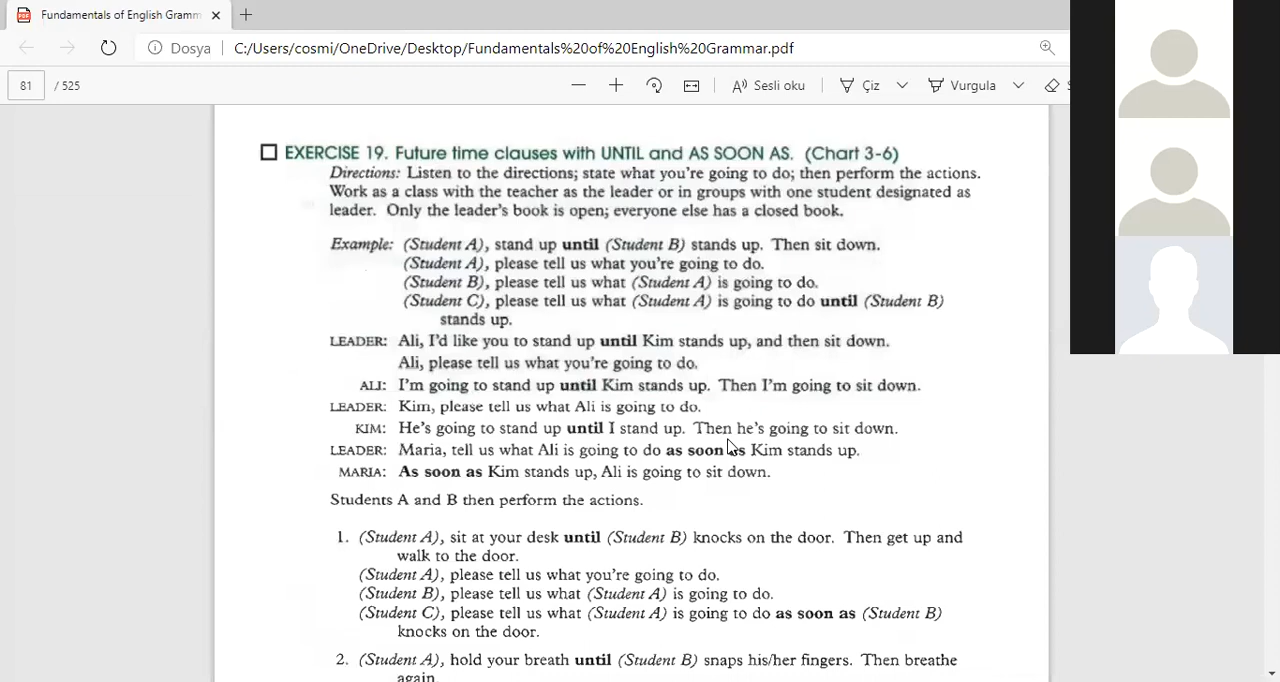 Fundamentals of English Gramm
Dosya
C:/Users/cosmi/OneDrive/Desktop/Fundamentals%20of%20English%20Grammar.pdf
81 / 525
Sesli oku
Çiz
Vurgula
EXERCISE 19. Future time clauses with UNTIL and AS SOON AS. (Chart 3-6)
Directions: Listen to the directions; state what you're going to do; then perform the actions.
Work as a class with the teacher as the leader or in groups with one student designated as
leader. Only the leader's book is open; everyone else has a closed book.
Example: (Student A), stand up until (Student B) stands up. Then sit down.
(Student A), please tell us what you're going to do.
(Student B), please tell us what (Student A) is going to do.
(Student C), please tell us what (Student A) is going to do until (Student B)
stands up.
LEADER: Ali, I'd like you to stand up until Kim stands up, and then sit down.
Ali, please tell us what you're going to do.
ALI: I'm going to stand up until Kim stands up. Then I'm going to sit down.
LEADER: Kim, please tell us what Ali is going to do.
KIM: He's going to stand up until I stand up. Then he's going to sit down.
LEADER: Maria, tell us what Ali is going to do as soon as Kim stands up.
MARIA: As soon as Kim stands up, Ali is going to sit down.
Students A and B then perform the actions.
1. (Student A), sit at your desk until (Student B) knocks on the door. Then get up and
walk to the door.
(Student A), please tell us what you're going to do.
(Student B), please tell us what (Student A) is going to do.
(Student C), please tell us what (Student A) is going to do as soon as (Student B)
knocks on the door.
2. (Student A), hold your breath until (Student B) snaps his/her fingers. Then breathe
again.